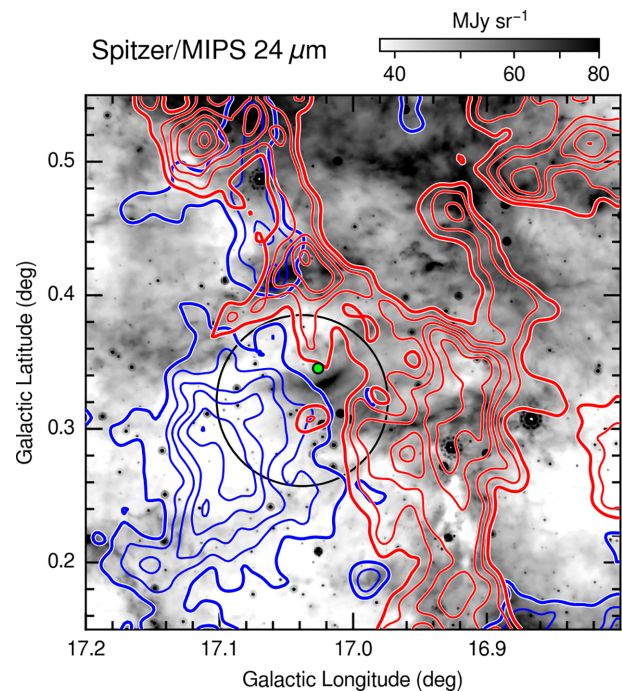 MJy sr⁻¹
Spitzer/MIPS 24 μm
40 60 80
0.5
0.4
0.3
0.2
Galactic Latitude (deg)
17.2 17.1 17.0 16.9
Galactic Longitude (deg)